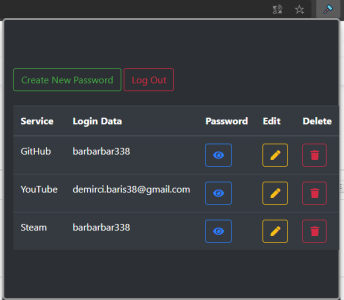 Create New Password Log Out
Service Login Data Password Edit Delete
GitHub barbarbar338
YouTube demirci.baris38@gmail.com
Steam barbarbar338